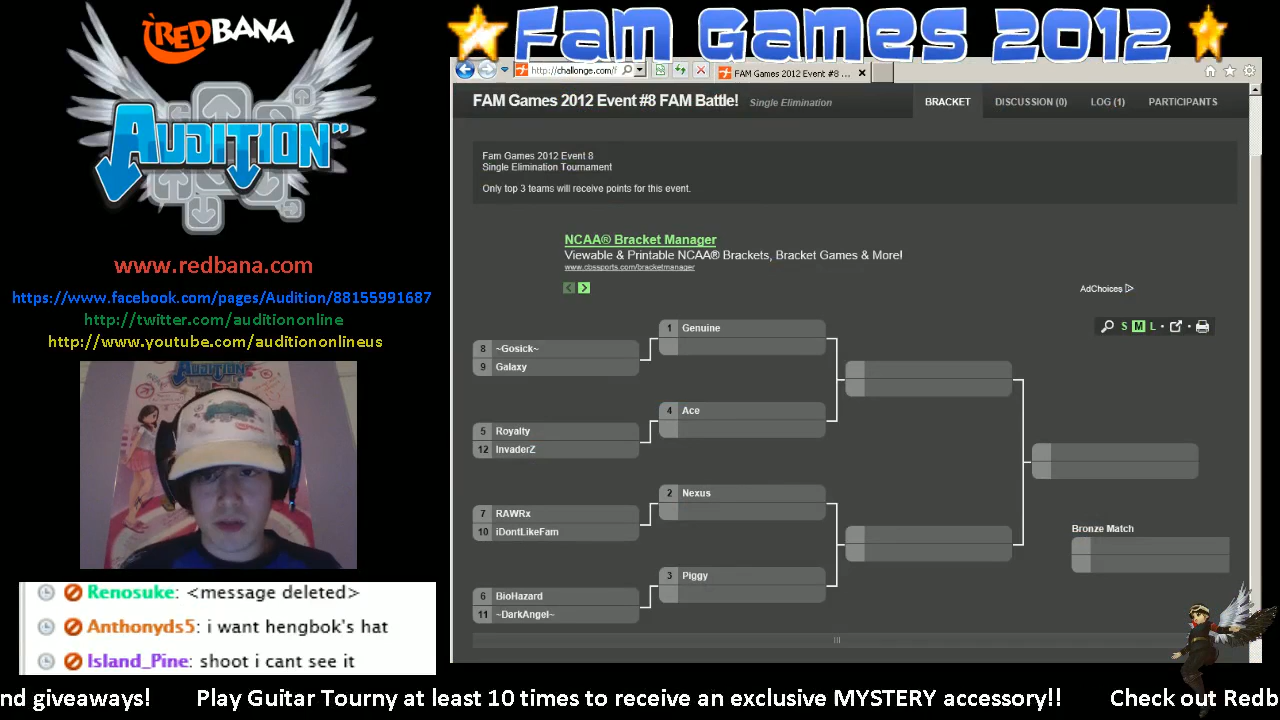 REDBANA
AUDITION™
www.redbana.com
https://www.facebook.com/pages/Audition/88155991687
http://twitter.com/auditiononline
http://www.youtube.com/auditiononlineus
Renosuke: <message deleted>
Anthonyds5: i want hengbok's hat
Island_Pine: shoot i cant see it
Fam Games 2012
http://challonge.com/f
FAM Games 2012 Event #8 ...
FAM Games 2012 Event #8 FAM Battle! Single Elimination
BRACKET DISCUSSION (0) LOG (1) PARTICIPANTS
Fam Games 2012 Event 8
Single Elimination Tournament
Only top 3 teams will receive points for this event.
NCAA® Bracket Manager
Viewable & Printable NCAA® Brackets, Bracket Games & More!
www.cbssports.com/bracketmanager
AdChoices
S M L
1 Genuine
8 ~Gosick~
9 Galaxy
4 Ace
5 Royalty
12 InvaderZ
2 Nexus
7 RAWRx
10 iDontLikeFam
Bronze Match
3 Piggy
6 BioHazard
11 ~DarkAngel~
nd giveaways! Play Guitar Tourny at least 10 times to receive an exclusive MYSTERY accessory!! Check out Redb